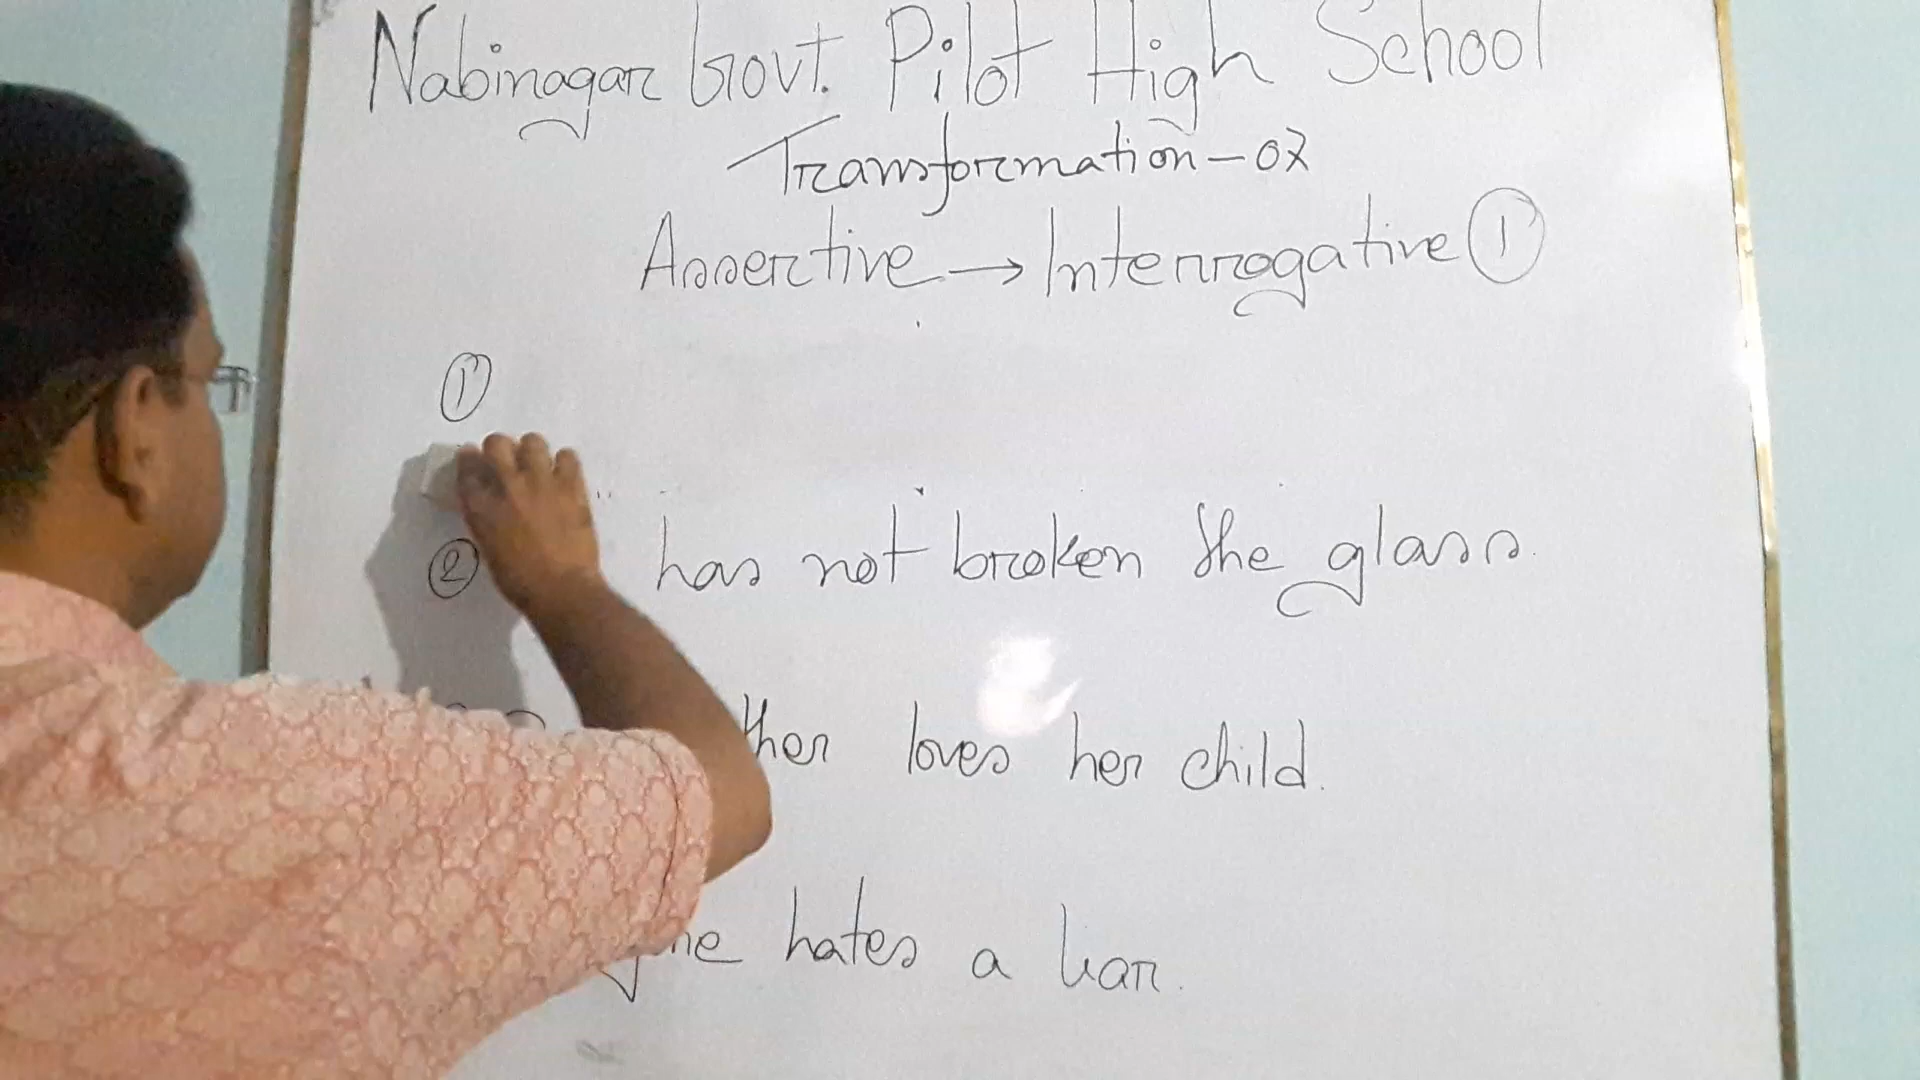 Nabinagar Govt. Pilot High School
Transformation-02
Assertive → Interrogative ①
①
② has not broken the glass.
ther loves her child.
ne hates a liar.